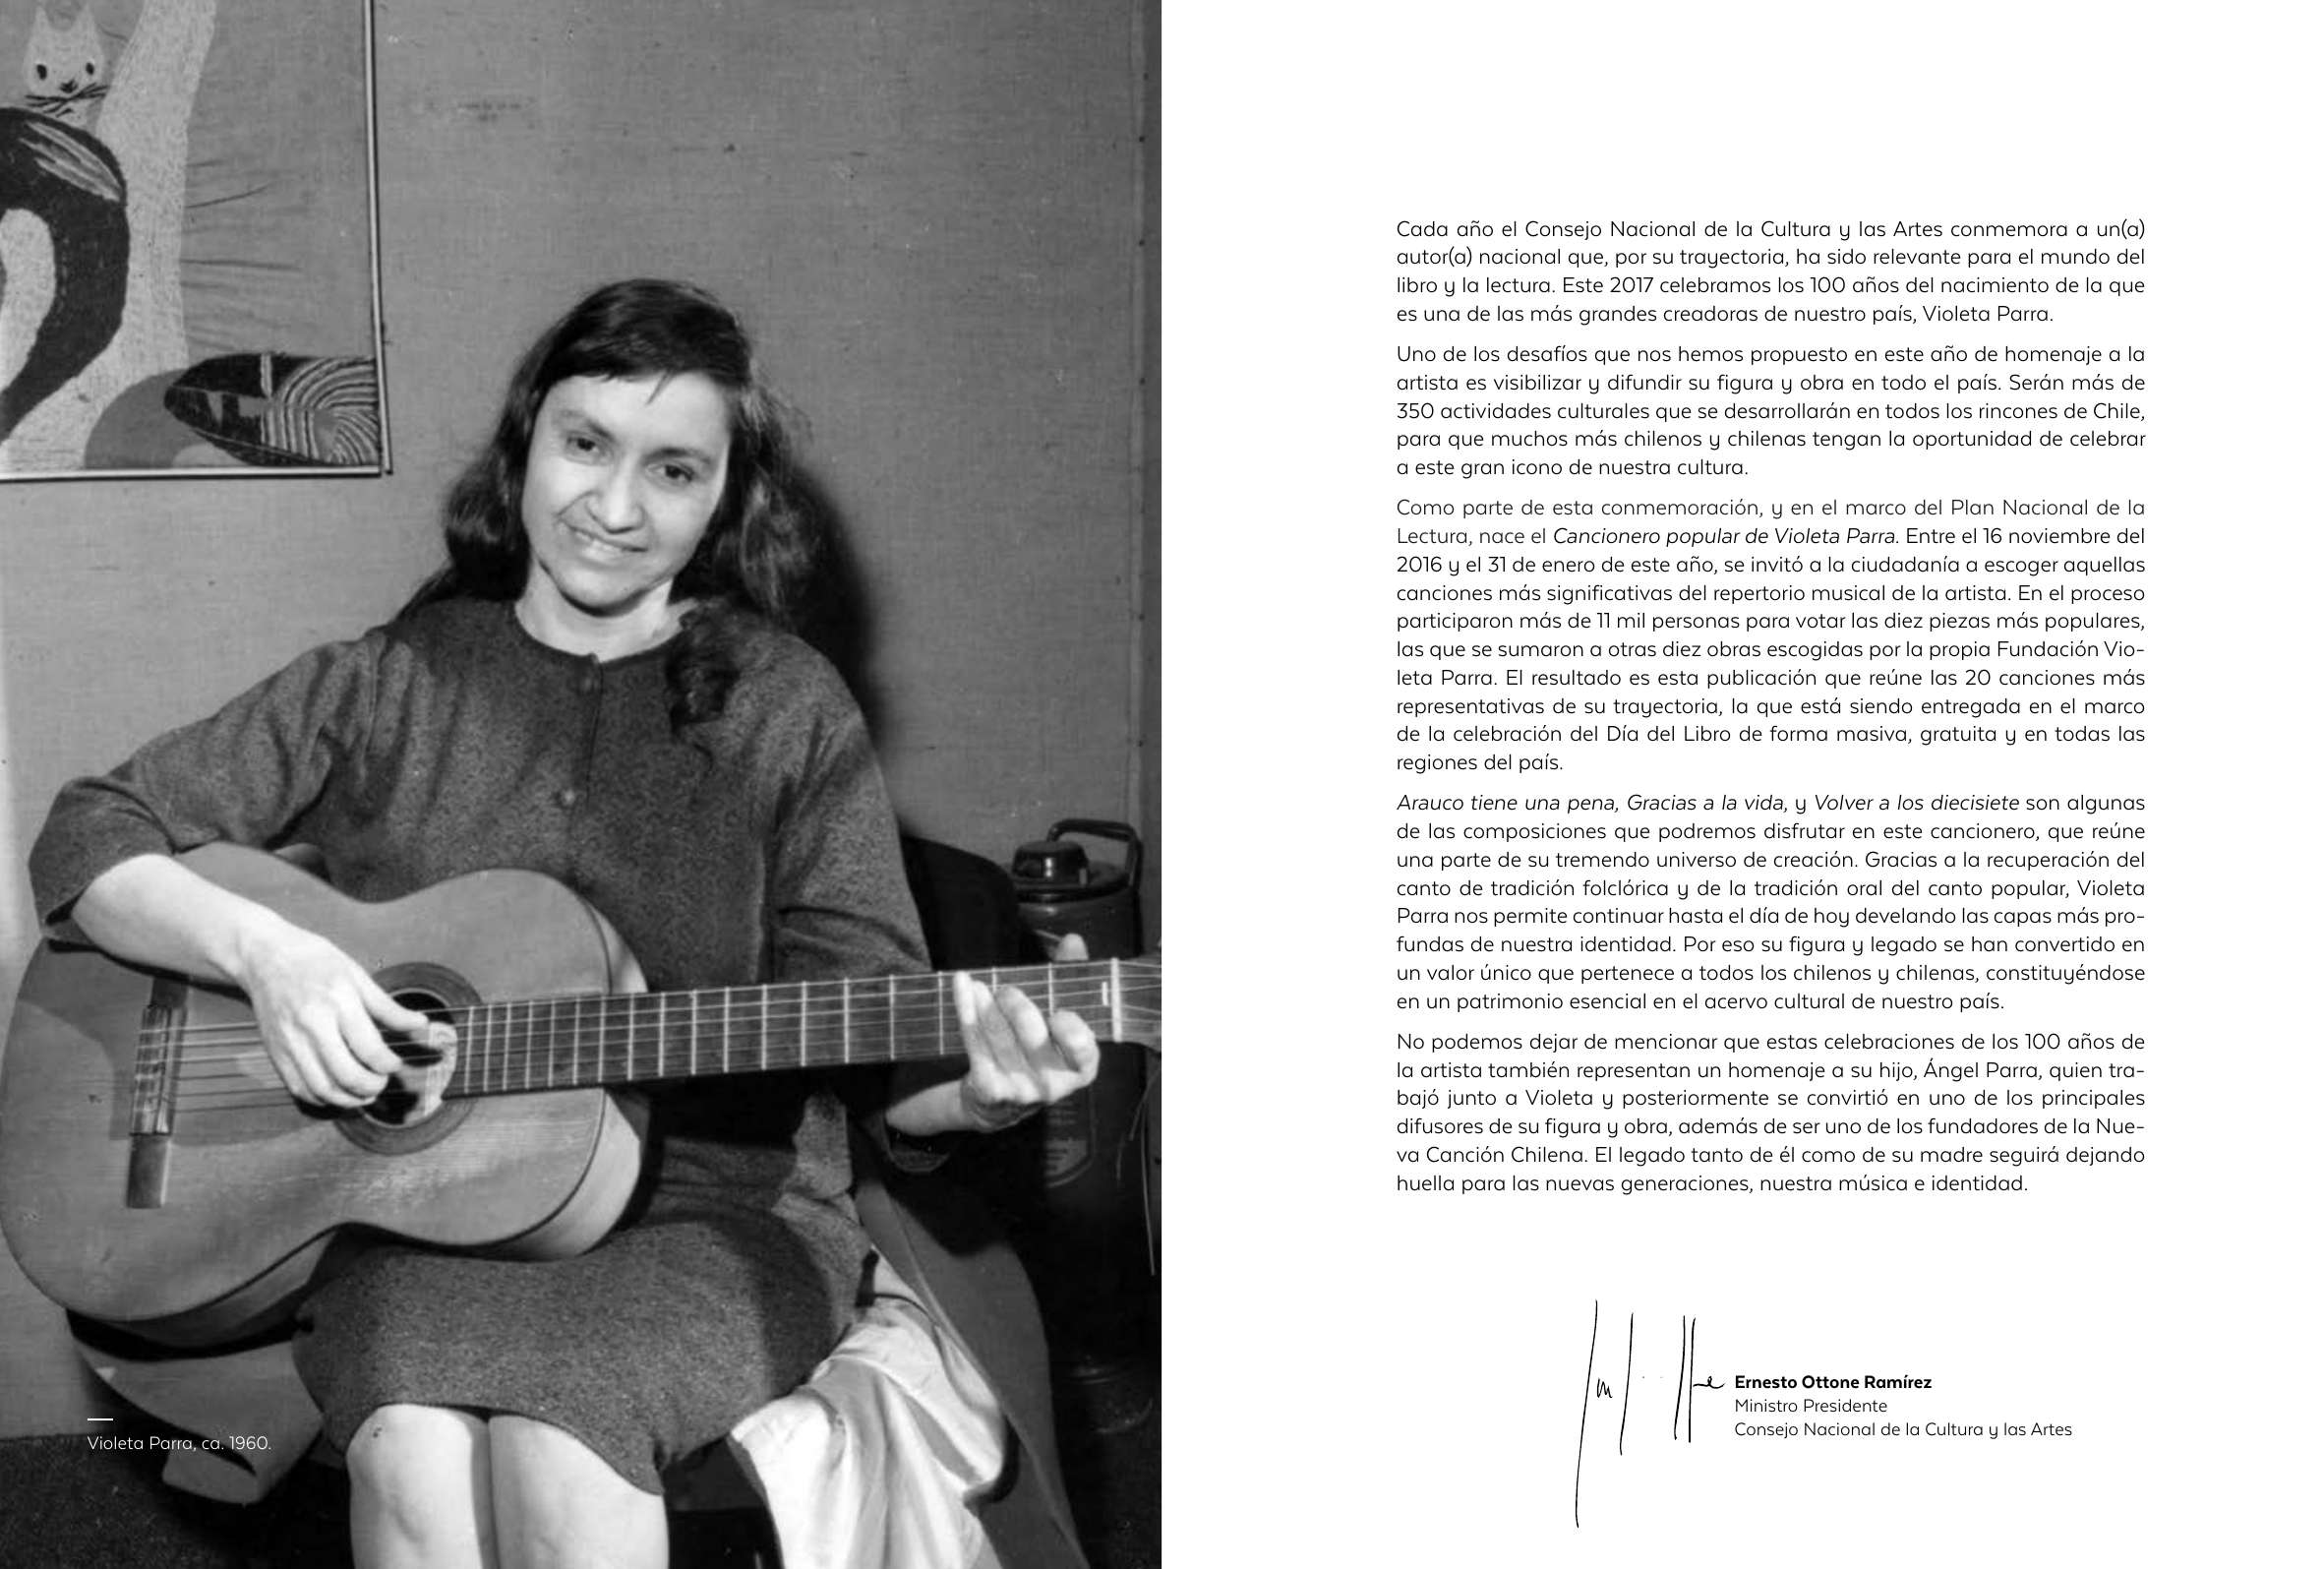 Violeta Parra, ca. 1960.
Cada año el Consejo Nacional de la Cultura y las Artes conmemora a un(a)
autor(a) nacional que, por su trayectoria, ha sido relevante para el mundo del
libro y la lectura. Este 2017 celebramos los 100 años del nacimiento de la que
es una de las más grandes creadoras de nuestro país, Violeta Parra.
Uno de los desafíos que nos hemos propuesto en este año de homenaje a la
artista es visibilizar y difundir su figura y obra en todo el país. Serán más de
350 actividades culturales que se desarrollarán en todos los rincones de Chile,
para que muchos más chilenos y chilenas tengan la oportunidad de celebrar
a este gran icono de nuestra cultura.
Como parte de esta conmemoración, y en el marco del Plan Nacional de la
Lectura, nace el Cancionero popular de Violeta Parra. Entre el 16 noviembre del
2016 y el 31 de enero de este año, se invitó a la ciudadanía a escoger aquellas
canciones más significativas del repertorio musical de la artista. En el proceso
participaron más de 11 mil personas para votar las diez piezas más populares,
las que se sumaron a otras diez obras escogidas por la propia Fundación Vio-
leta Parra. El resultado es esta publicación que reúne las 20 canciones más
representativas de su trayectoria, la que está siendo entregada en el marco
de la celebración del Día del Libro de forma masiva, gratuita y en todas las
regiones del país.
Arauco tiene una pena, Gracias a la vida, y Volver a los diecisiete son algunas
de las composiciones que podremos disfrutar en este cancionero, que reúne
una parte de su tremendo universo de creación. Gracias a la recuperación del
canto de tradición folclórica y de la tradición oral del canto popular, Violeta
Parra nos permite continuar hasta el día de hoy develando las capas más pro-
fundas de nuestra identidad. Por eso su figura y legado se han convertido en
un valor único que pertenece a todos los chilenos y chilenas, constituyéndose
en un patrimonio esencial en el acervo cultural de nuestro país.
No podemos dejar de mencionar que estas celebraciones de los 100 años de
la artista también representan un homenaje a su hijo, Ángel Parra, quien tra-
bajó junto a Violeta y posteriormente se convirtió en uno de los principales
difusores de su figura y obra, además de ser uno de los fundadores de la Nue-
va Canción Chilena. El legado tanto de él como de su madre seguirá dejando
huella para las nuevas generaciones, nuestra música e identidad.
Ernesto Ottone Ramírez
Ministro Presidente
Consejo Nacional de la Cultura y las Artes